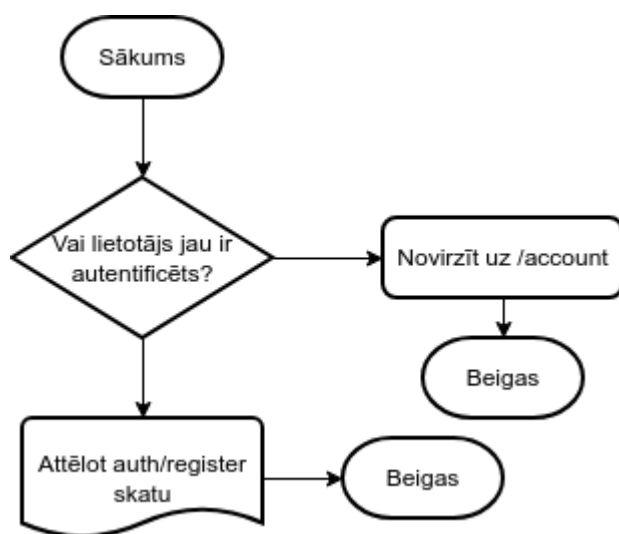 Sākums
Vai lietotājs jau ir
autentificēts?
Novirzīt uz /account
Beigas
Attēlot auth/register
skatu
Beigas